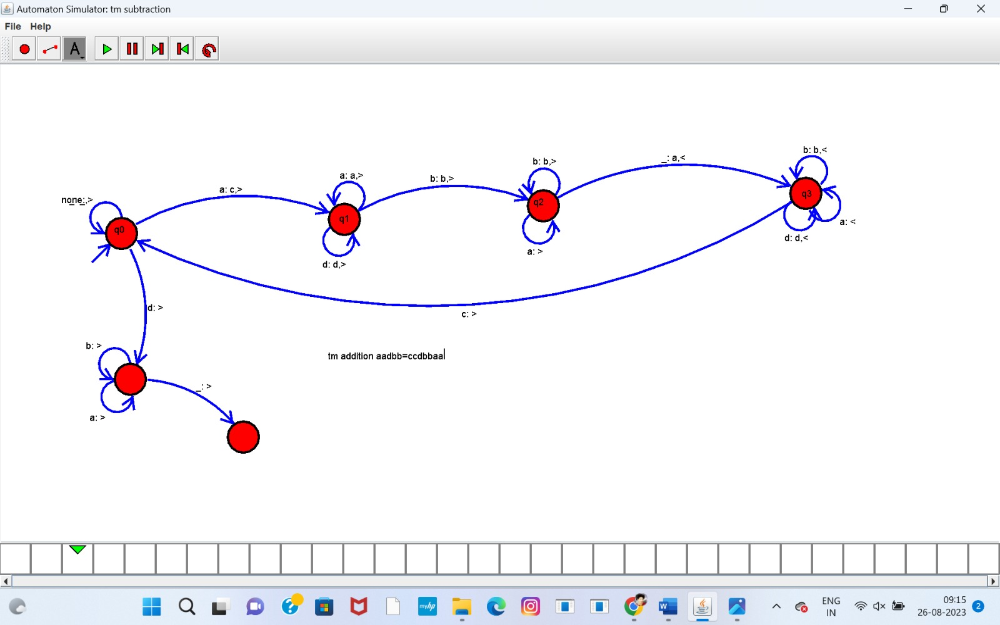 Automaton Simulator: tm subtraction
File Help
A
b: b,<
_: a,<
b: b,>
a: a,>
b: b,>
a: c,>
none:_,>
q3
q2
q1
q0
a: <
d: d,<
a: >
d: d,>
d: >
c: >
b: >
tm addition aadbb=ccdbbaa
_: >
a: >
myhp
W
ENG
IN
09:15
26-08-2023
2